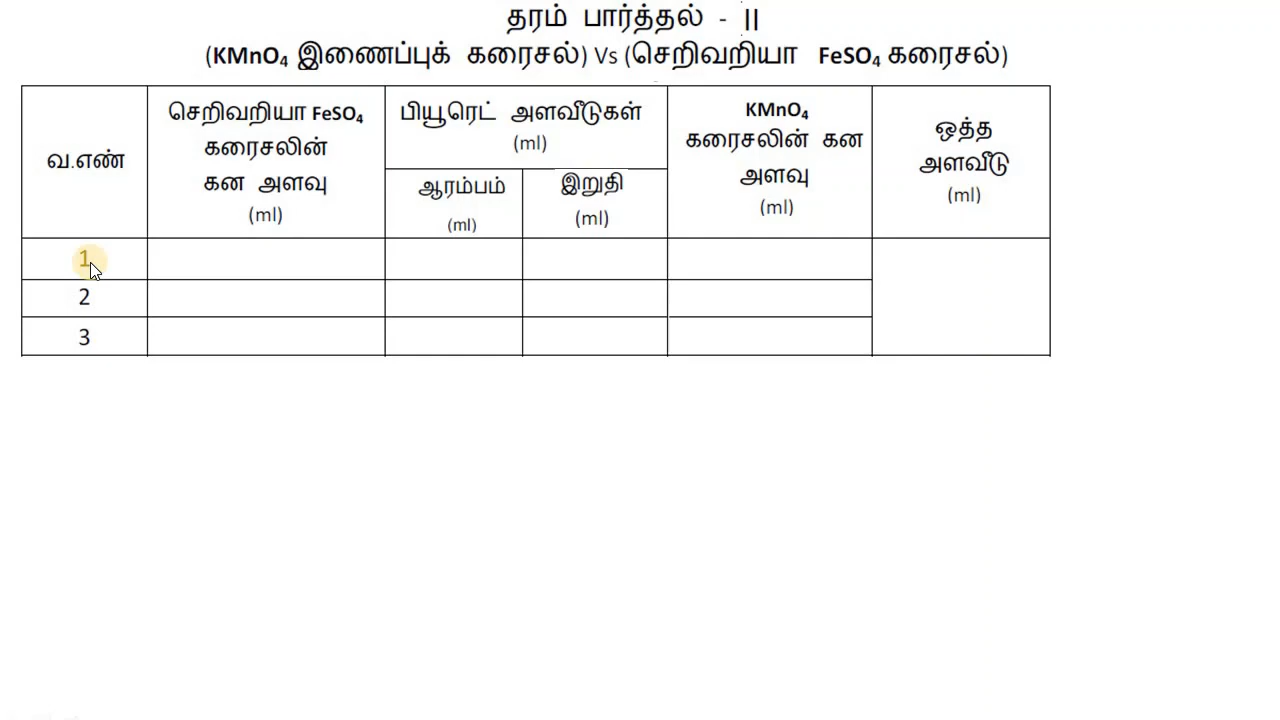 தரம் பார்த்தல் - II
(KMnO₄ இணைப்புக் கரைசல்) Vs (செறிவறியா FeSO₄ கரைசல்)
வ.எண்
செறிவறியா FeSO₄
கரைசலின்
கன அளவு
(ml)
பியூரெட் அளவீடுகள்
(ml)
ஆரம்பம்
(ml)
இறுதி
(ml)
KMnO₄
கரைசலின் கன
அளவு
(ml)
ஒத்த
அளவீடு
(ml)
1
2
3